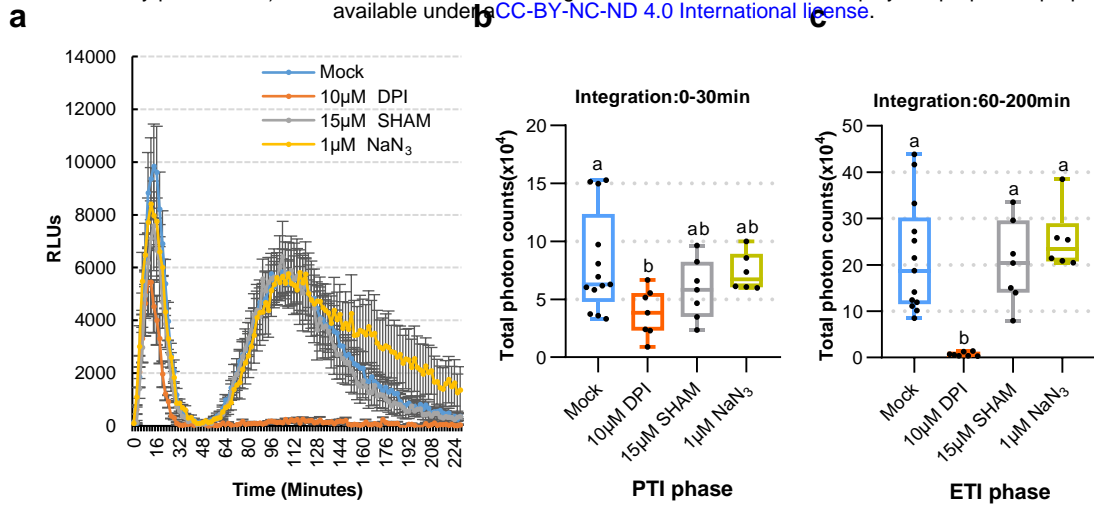 available under aCC-BY-NC-ND 4.0 International license.
a
b
c
14000
12000
10000
8000
6000
4000
2000
0
RLUs
Mock
10μM DPI
15μM SHAM
1μM NaN3
0
16
32
48
64
80
96
112
128
144
160
176
192
208
224
Time (Minutes)
Integration:0-30min
Total photon counts(x10⁴)
20
15
10
5
0
a
b
ab
ab
Mock
10μM DPI
15μM SHAM
1μM NaN3
PTI phase
Integration:60-200min
Total photon counts(x10⁴)
50
40
30
20
10
0
a
b
a
a
Mock
10μM DPI
15μM SHAM
1μM NaN3
ETI phase